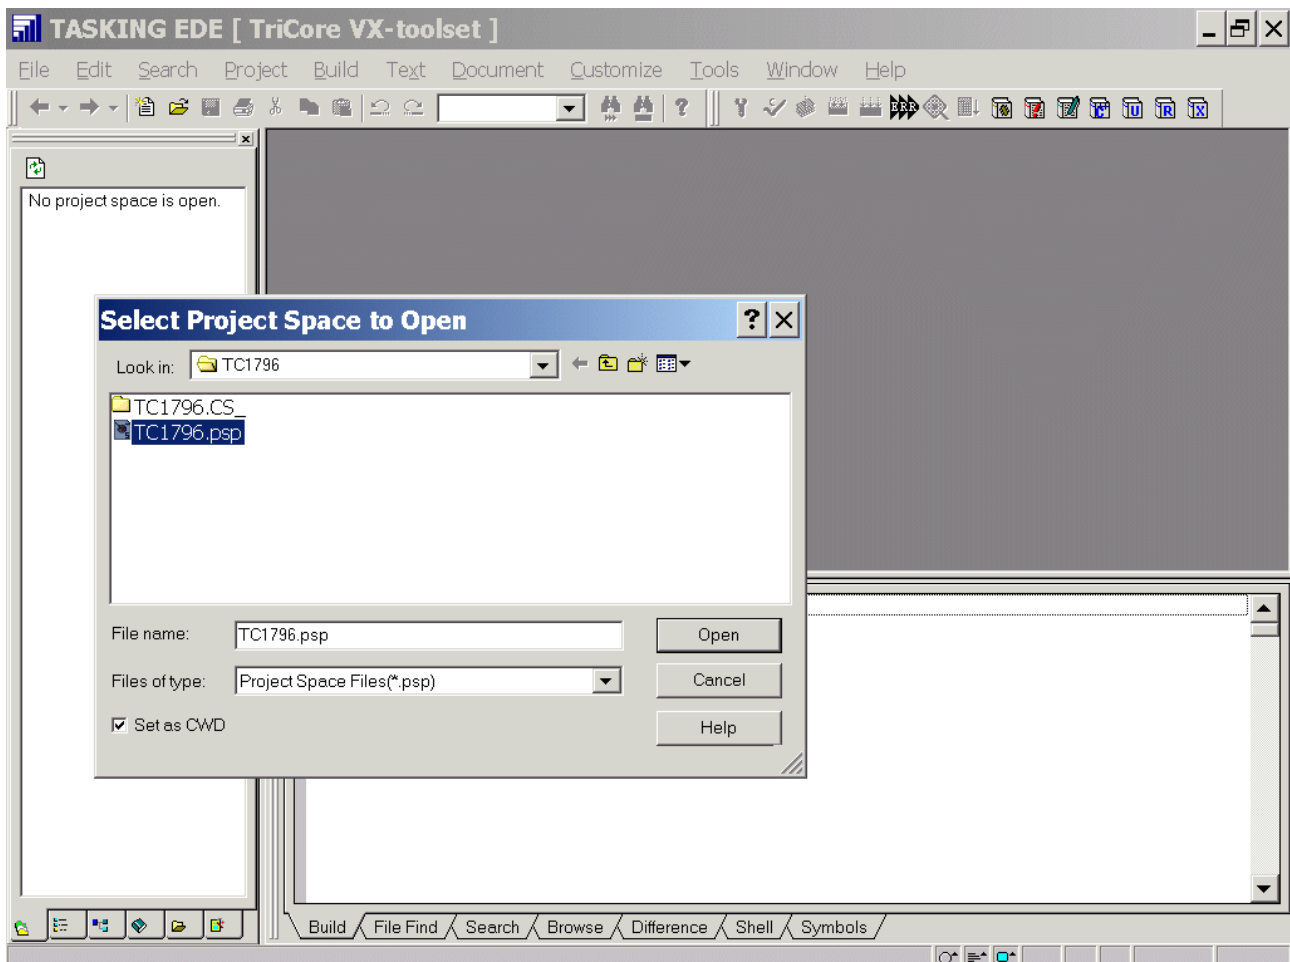 TASKING EDE [ TriCore VX-toolset ]
File Edit Search Project Build Text Document Customize Tools Window Help
ERR
No project space is open.
Select Project Space to Open
Look in: TC1796
TC1796.CS_
TC1796.psp
File name: TC1796.psp
Open
Files of type: Project Space Files(*.psp)
Cancel
Set as CWD
Help
Build File Find Search Browse Difference Shell Symbols